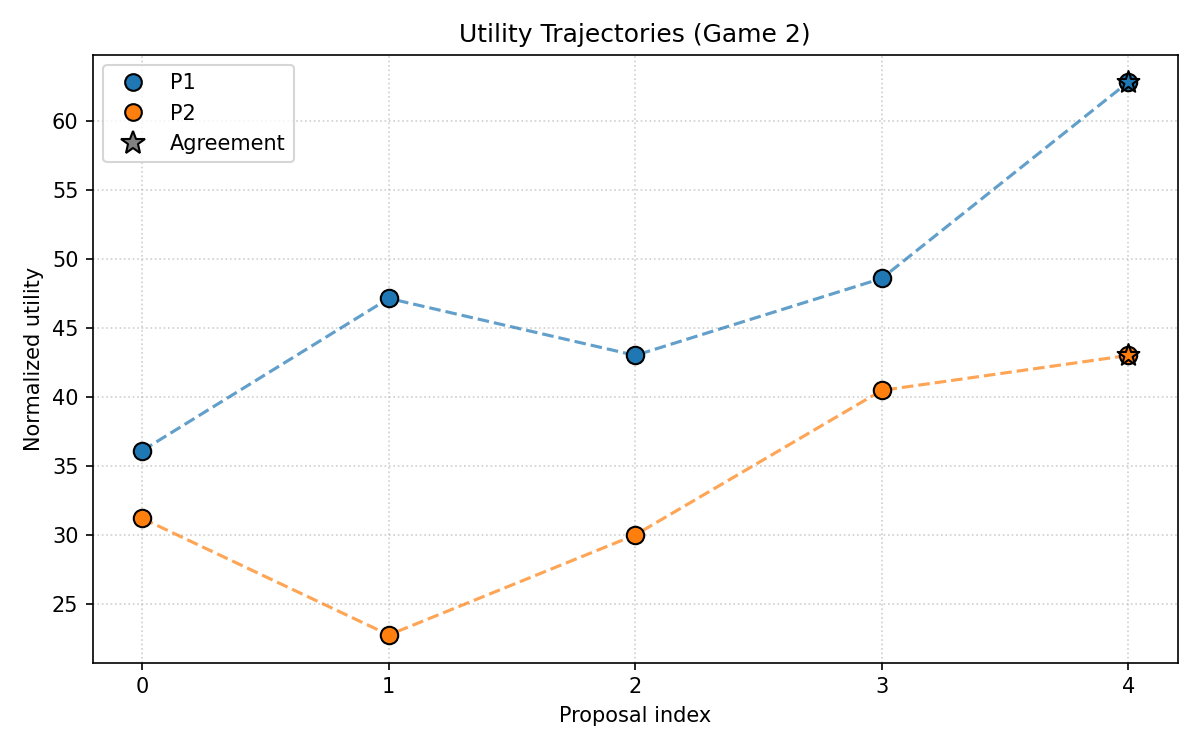 Utility Trajectories (Game 2)
P1
P2
Agreement
Normalized utility
60
55
50
45
40
35
30
25
0 1 2 3 4
Proposal index